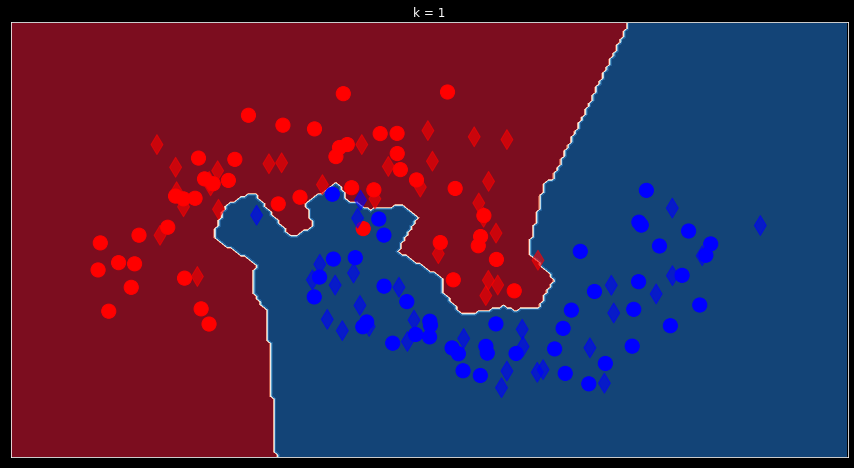 k = 1